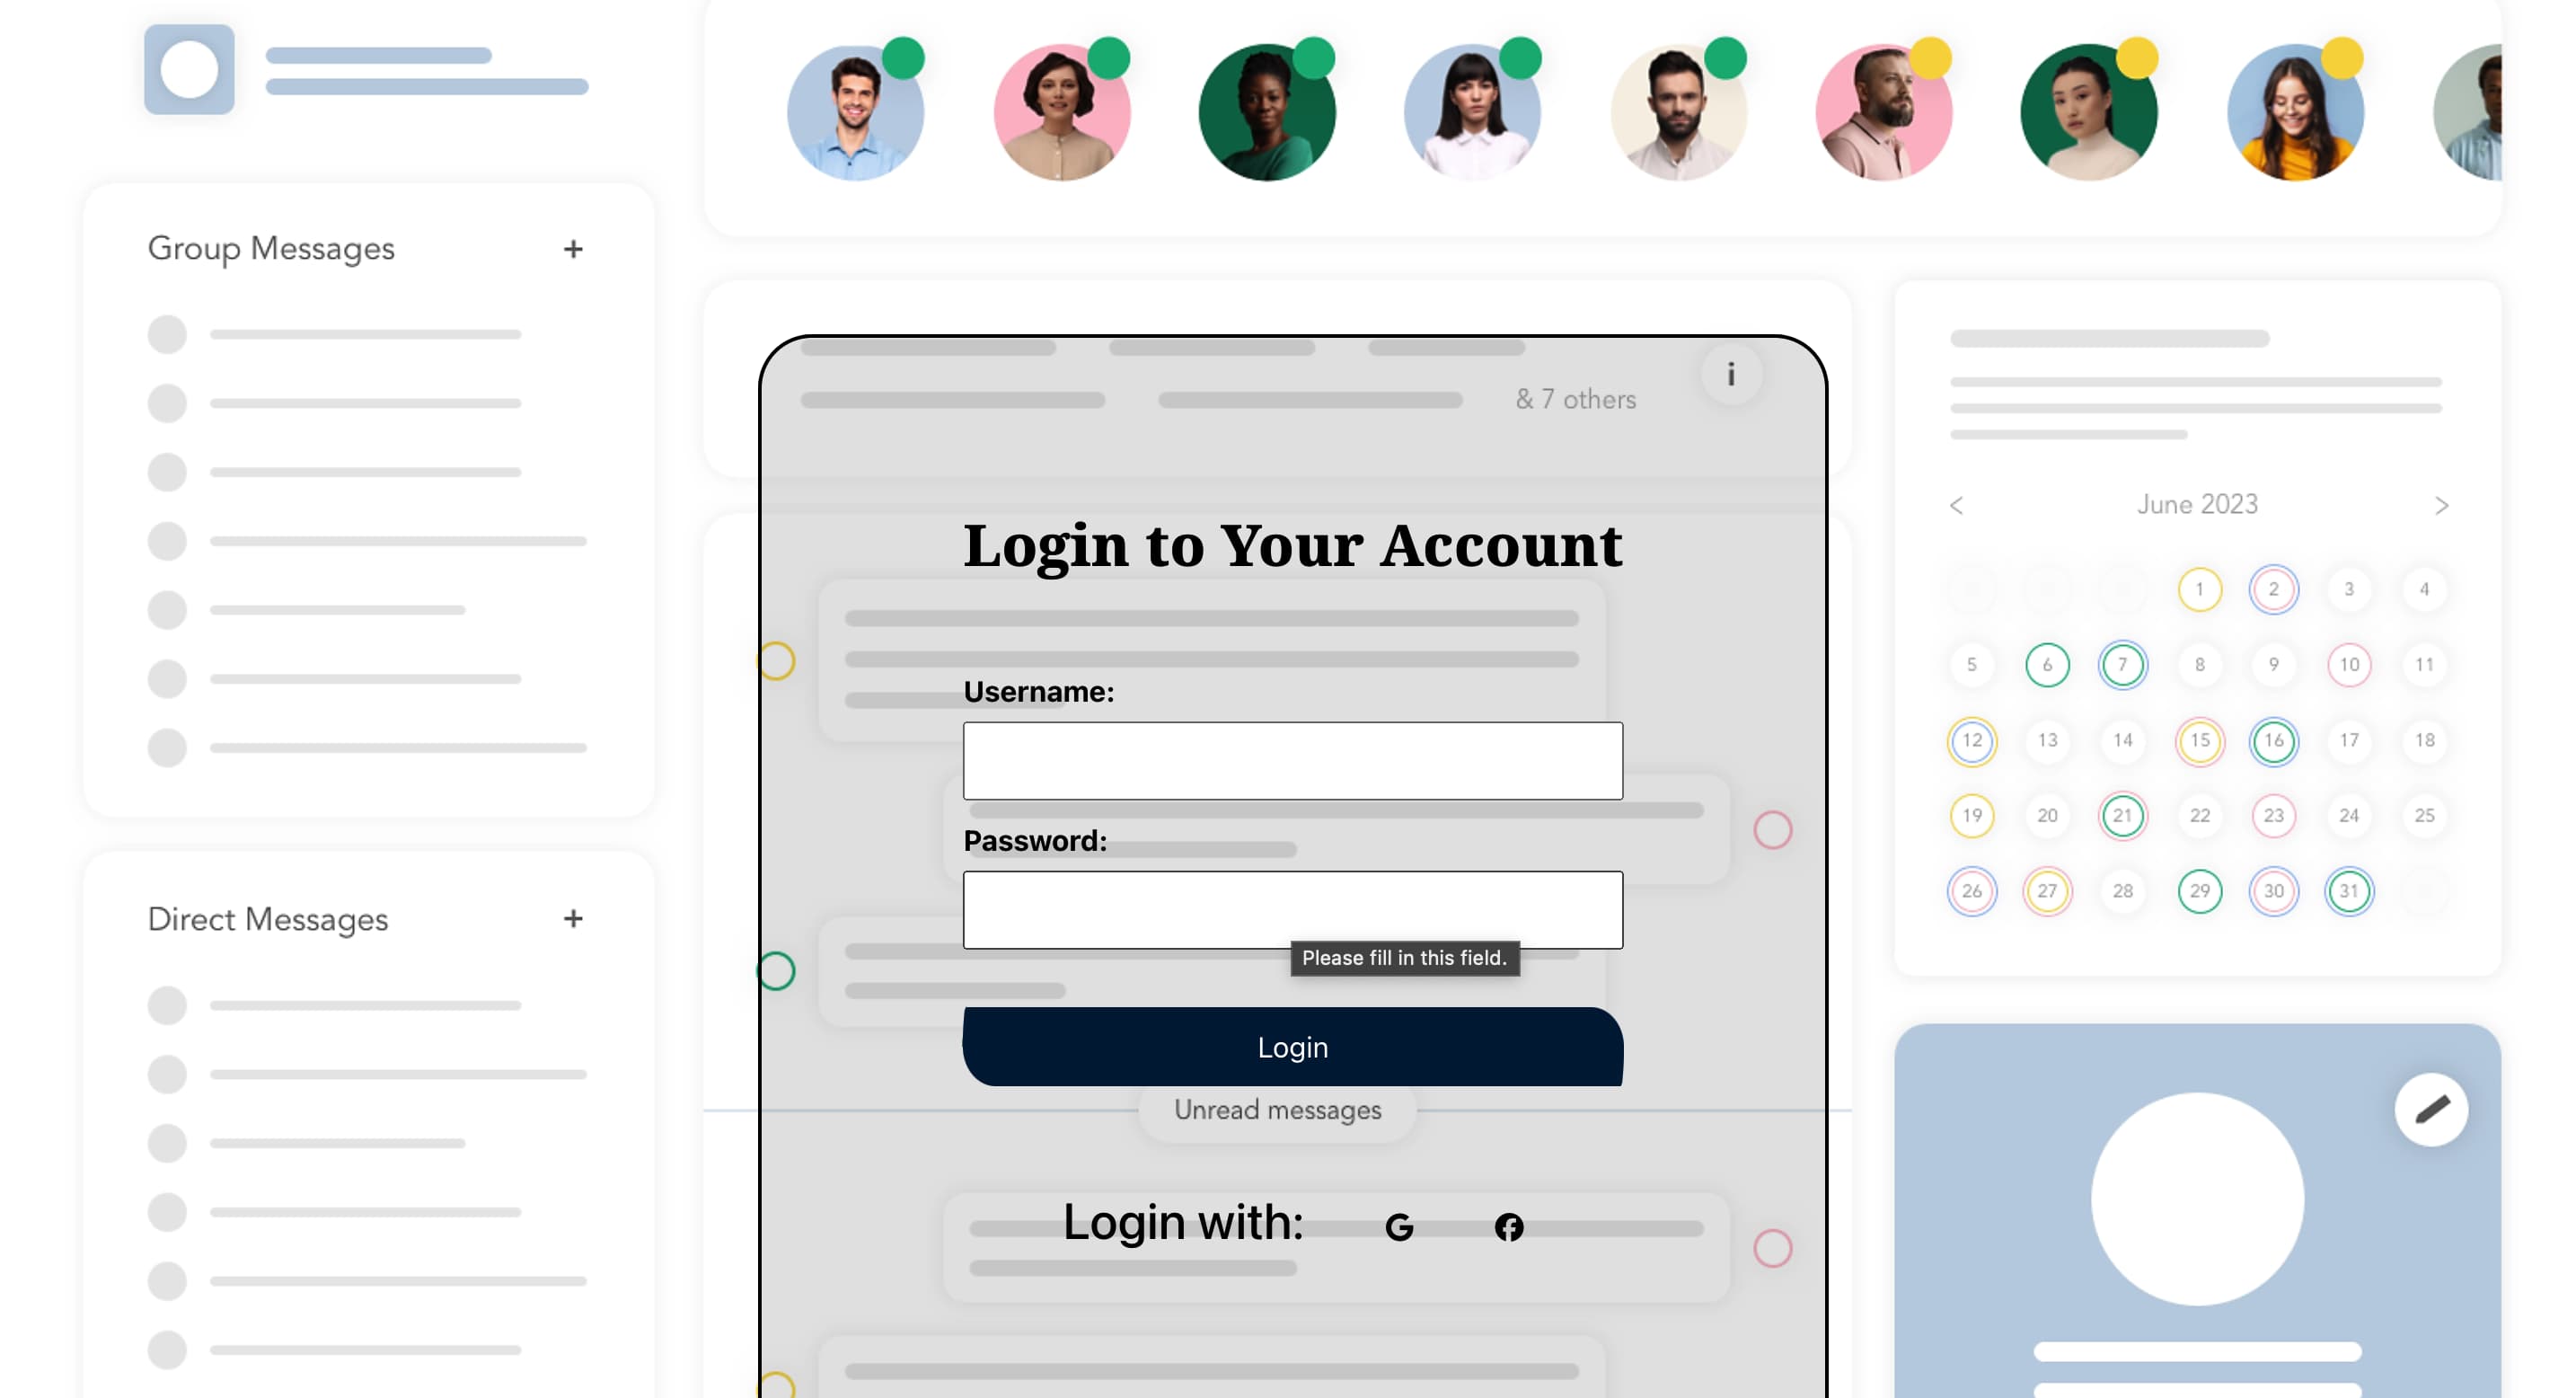 Group Messages +
& 7 others i
Login to Your Account
Username:
Password:
Please fill in this field.
Login
Unread messages
Login with: G f
Direct Messages +
< June 2023 >
1 2 3 4
5 6 7 8 9 10 11
12 13 14 15 16 17 18
19 20 21 22 23 24 25
26 27 28 29 30 31